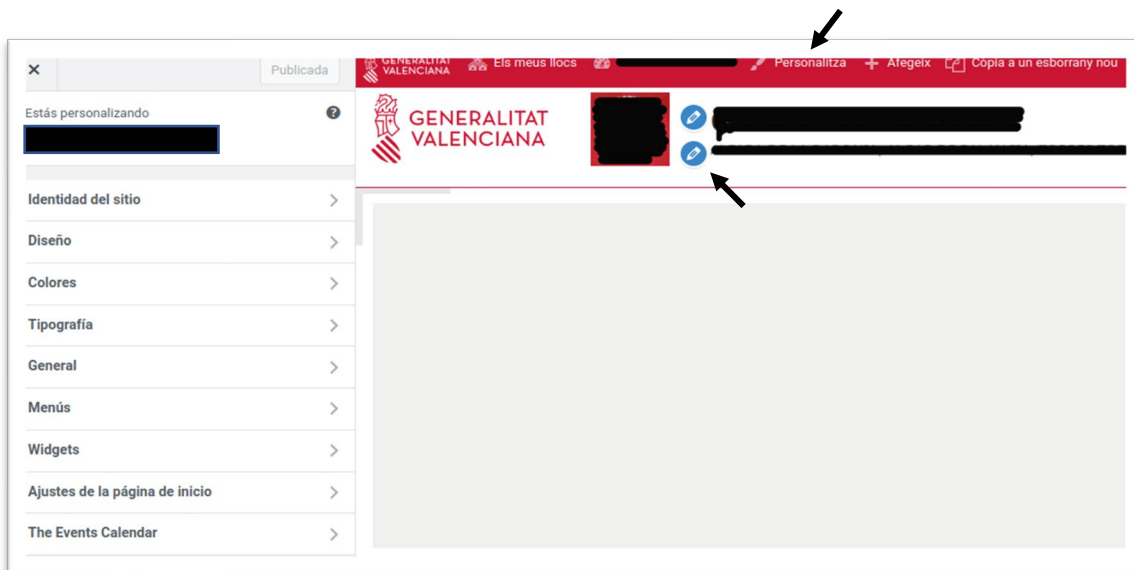 Publicada
Estás personalizando
Identidad del sitio
Diseño
Colores
Tipografía
General
Menús
Widgets
Ajustes de la página de inicio
The Events Calendar
GENERALITAT
VALENCIANA
Els meus llocs
Personalitza
+ Afegeix
Còpia a un esborrany nou
GENERALITAT
VALENCIANA